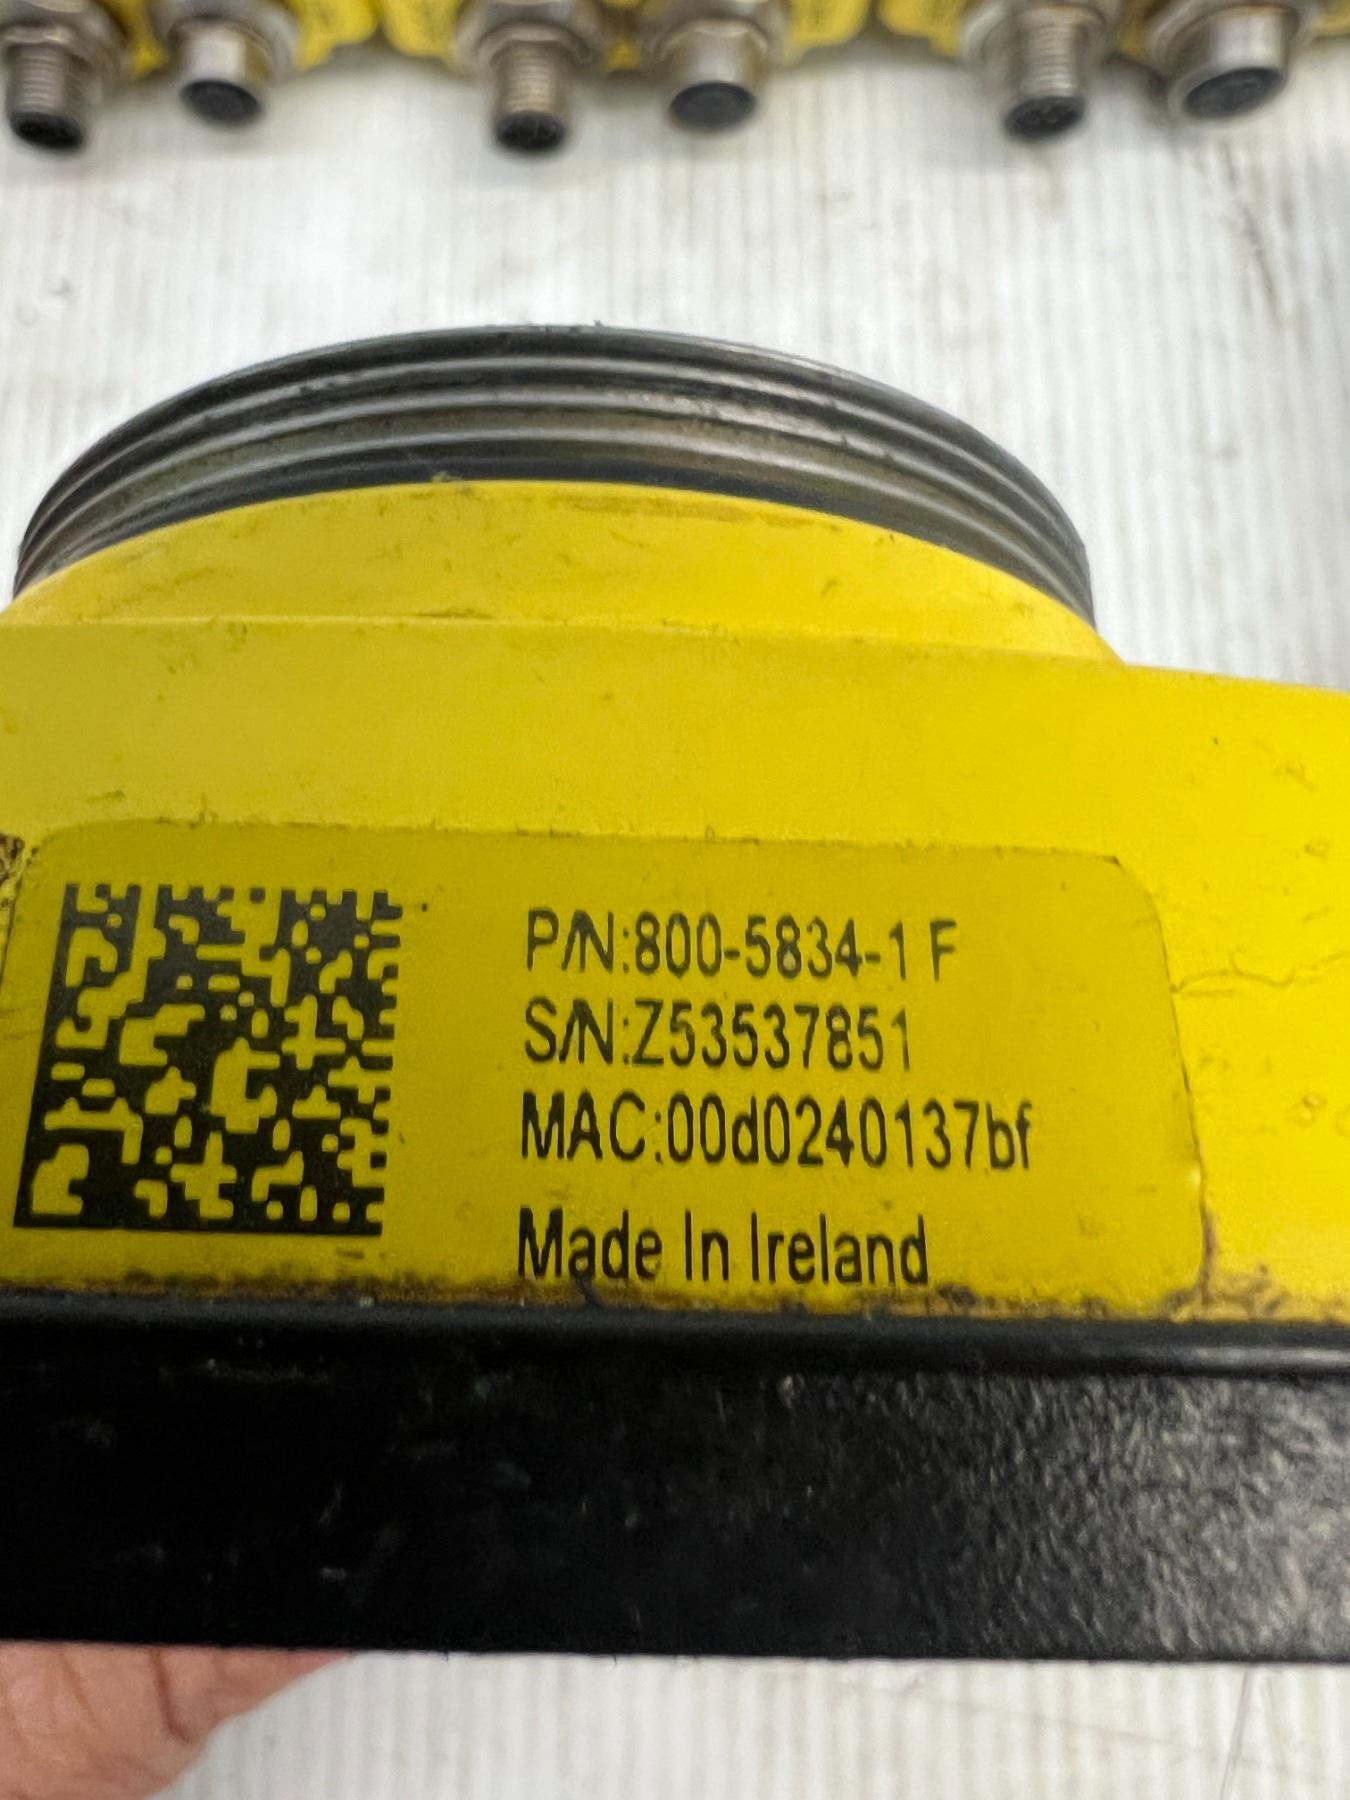 P/N:800-5834-1 F
S/N:Z53537851
MAC:00d0240137bf
Made In Ireland